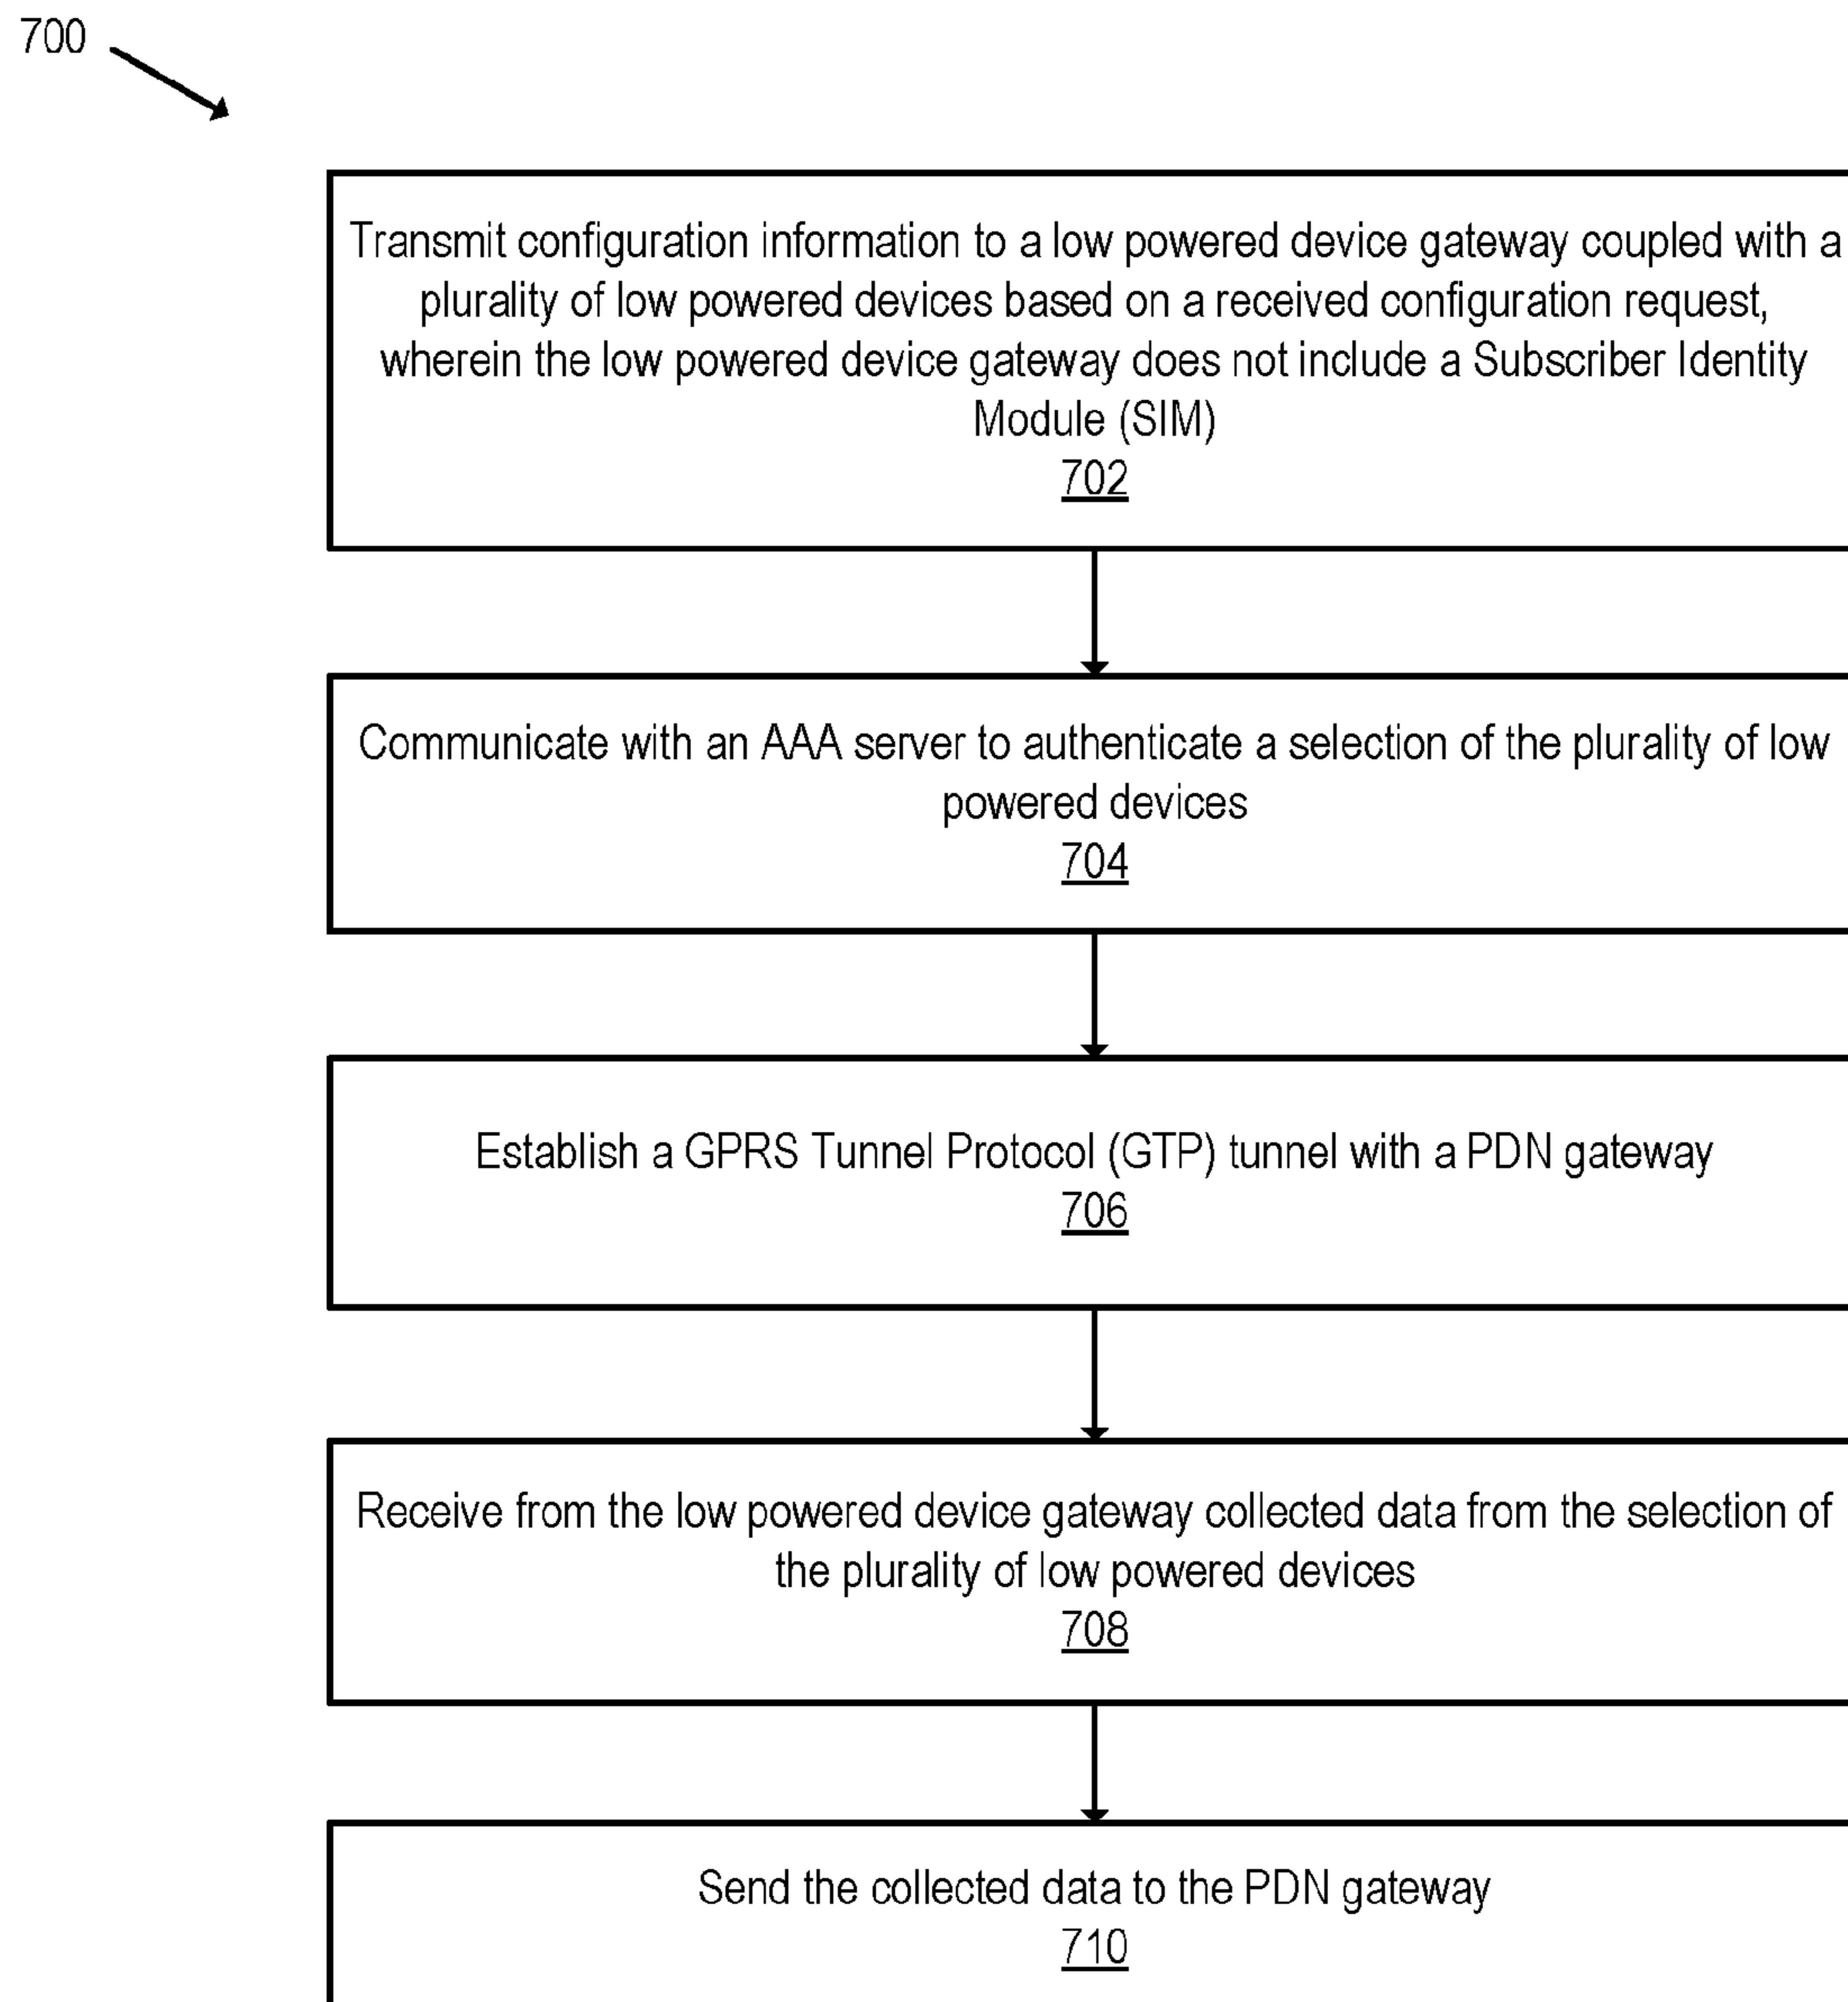 700
Transmit configuration information to a low powered device gateway coupled with a
plurality of low powered devices based on a received configuration request,
wherein the low powered device gateway does not include a Subscriber Identity
Module (SIM)
702
Communicate with an AAA server to authenticate a selection of the plurality of low
powered devices
704
Establish a GPRS Tunnel Protocol (GTP) tunnel with a PDN gateway
706
Receive from the low powered device gateway collected data from the selection of
the plurality of low powered devices
708
Send the collected data to the PDN gateway
710